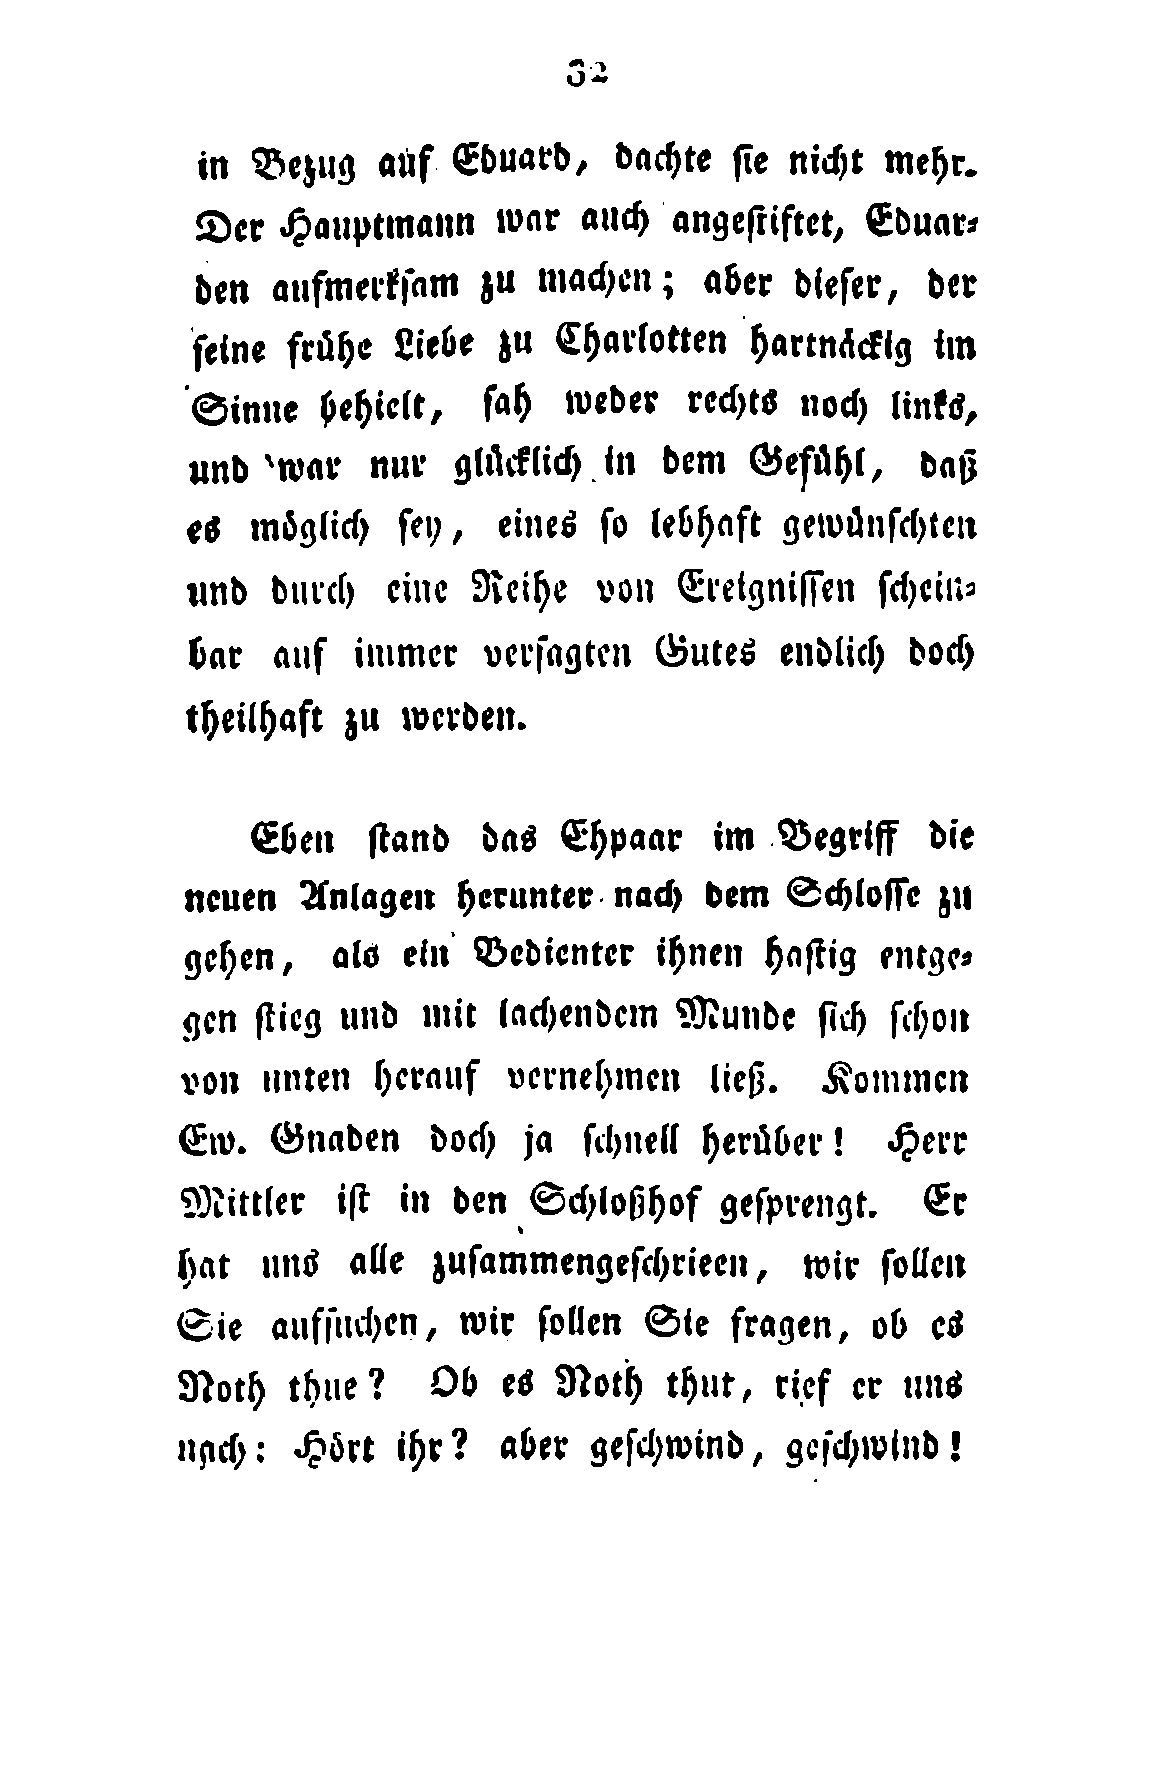 32
in Bezug auf Eduard, dachte sie nicht mehr.
Der Hauptmann war auch angestiftet, Eduar-
den aufmerksam zu machen; aber dieser, der
seine frühe Liebe zu Charlotten hartnäckig im
Sinne behielt, sah weder rechts noch links,
und war nur glücklich in dem Gefühl, daß
es möglich sey, eines so lebhaft gewünschten
und durch eine Reihe von Ereignissen schein-
bar auf immer versagten Gutes endlich doch
theilhaft zu werden.
Eben stand das Ehpaar im Begriff die
neuen Anlagen herunter nach dem Schlosse zu
gehen, als ein Bedienter ihnen hastig entge-
gen stieg und mit lachendem Munde sich schon
von unten herauf vernehmen ließ. Kommen
Ew. Gnaden doch ja schnell herüber! Herr
Mittler ist in den Schloßhof gesprengt. Er
hat uns alle zusammengeschrieen, wir sollen
Sie aufsuchen, wir sollen Sie fragen, ob es
Noth thue? Ob es Noth thut, rief er uns
nach: Hört ihr? aber geschwind, geschwind!